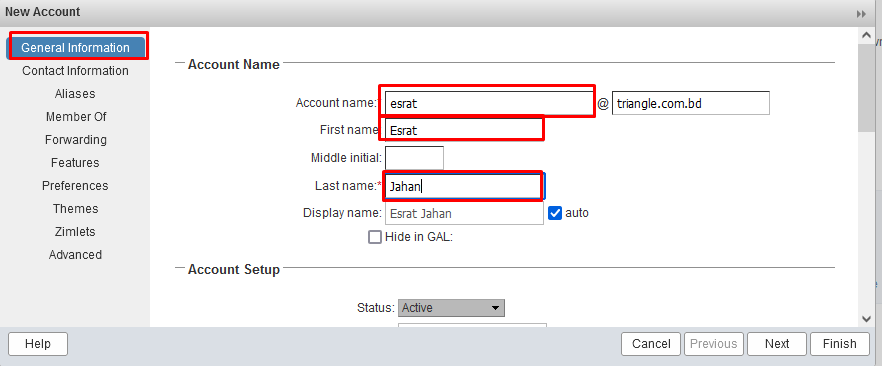 New Account
General Information
Contact Information
Aliases
Member Of
Forwarding
Features
Preferences
Themes
Zimlets
Advanced
Account Name
Account name:* esrat @ triangle.com.bd
First name Esrat
Middle initial:
Last name:* Jahan
Display name: Esrat Jahan auto
Hide in GAL:
Account Setup
Status: Active
Help Cancel Previous Next Finish